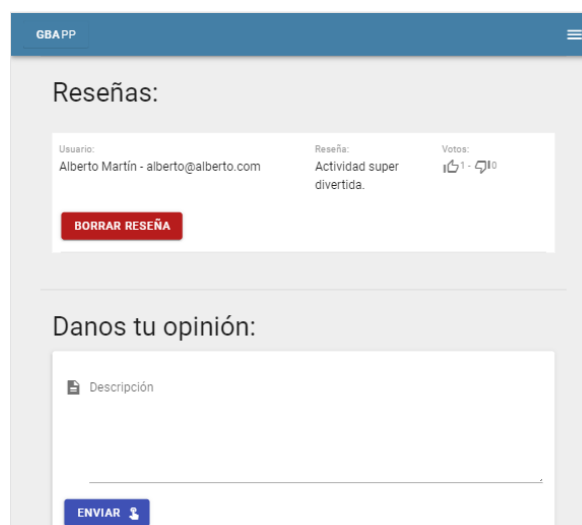 GBAPP
Reseñas:
Usuario: Reseña: Votos:
Alberto Martín - alberto@alberto.com Actividad super 1 - 0
divertida.
BORRAR RESEÑA
Danos tu opinión:
Descripción
ENVIAR